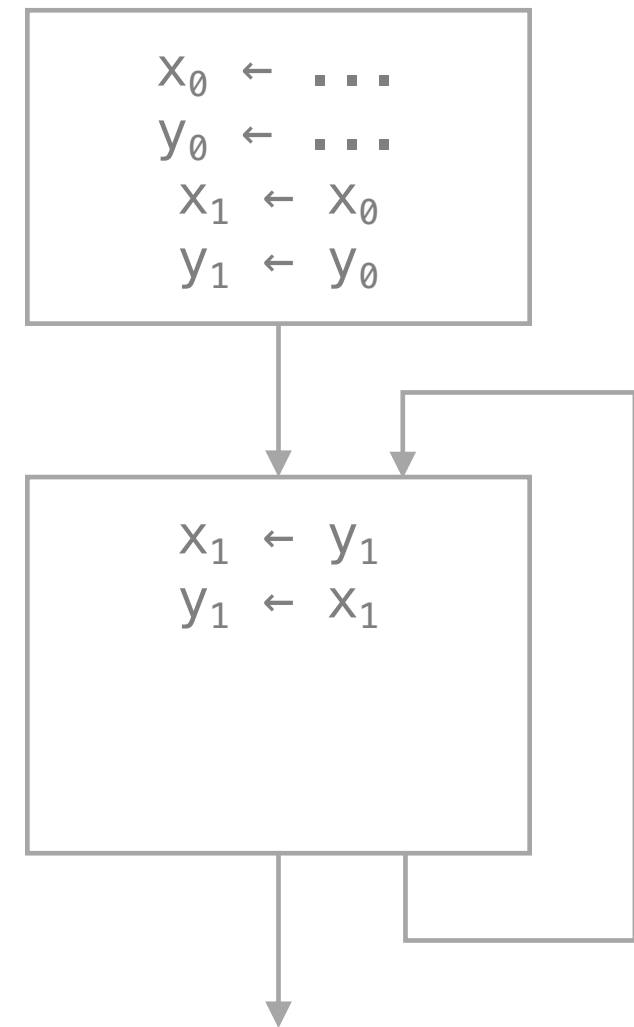 x₀ ← ...
y₀ ← ...
x₁ ← x₀
y₁ ← y₀
x₁ ← y₁
y₁ ← x₁